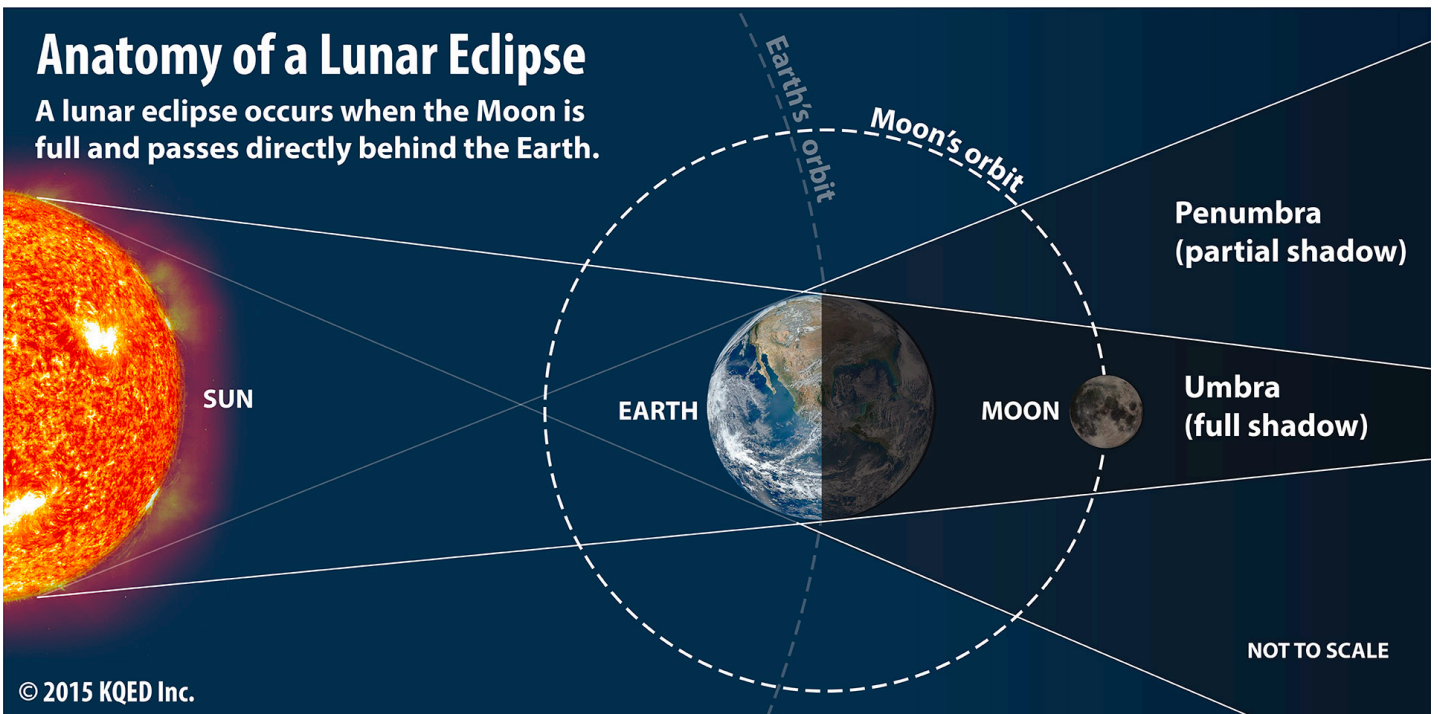 Anatomy of a Lunar Eclipse
A lunar eclipse occurs when the Moon is
full and passes directly behind the Earth.
Earth's orbit
Moon's orbit
Penumbra
(partial shadow)
SUN
EARTH
MOON
Umbra
(full shadow)
NOT TO SCALE
© 2015 KQED Inc.